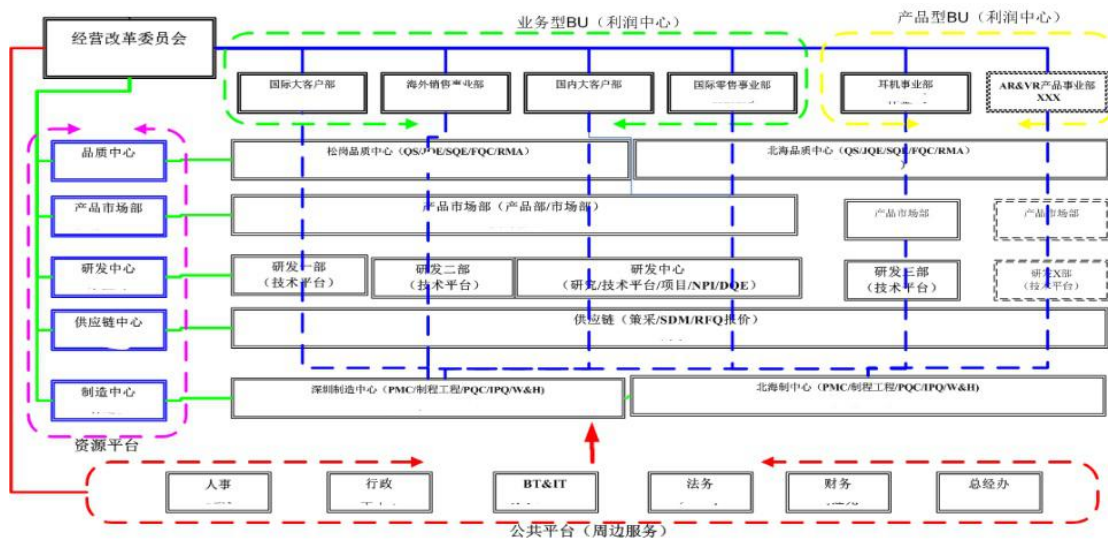 业务型BU（利润中心）
产品型BU（利润中心）
经营改革委员会
国际大客户部
海外销售事业部
国内大客户部
国际零售事业部
耳机事业部
AR&VR产品事业部
XXX
品质中心
松岗品质中心（QS/JQE/SQE/FQC/RMA）
北海品质中心（QS/JQE/SQE/FQC/RMA）
）
产品市场部
产品市场部（产品部/市场部）
产品市场部
产品市场部
研发中心
研发一部
（技术平台）
研发二部
（技术平台）
研发中心
（研究/技术平台/项目/NPI/DQE）
研发三部
（技术平台）
研发X部
（技术平台）
供应链中心
供应链（策采/SDM/RFQ报价）
制造中心
深圳制造中心（PMC/制程工程/PQC/IPQ/W&H)
北海制中心（PMC/制程工程/PQC/IPQ/W&H)
资源平台
人事
行政
BT&IT
法务
财务
总经办
公共平台（周边服务）